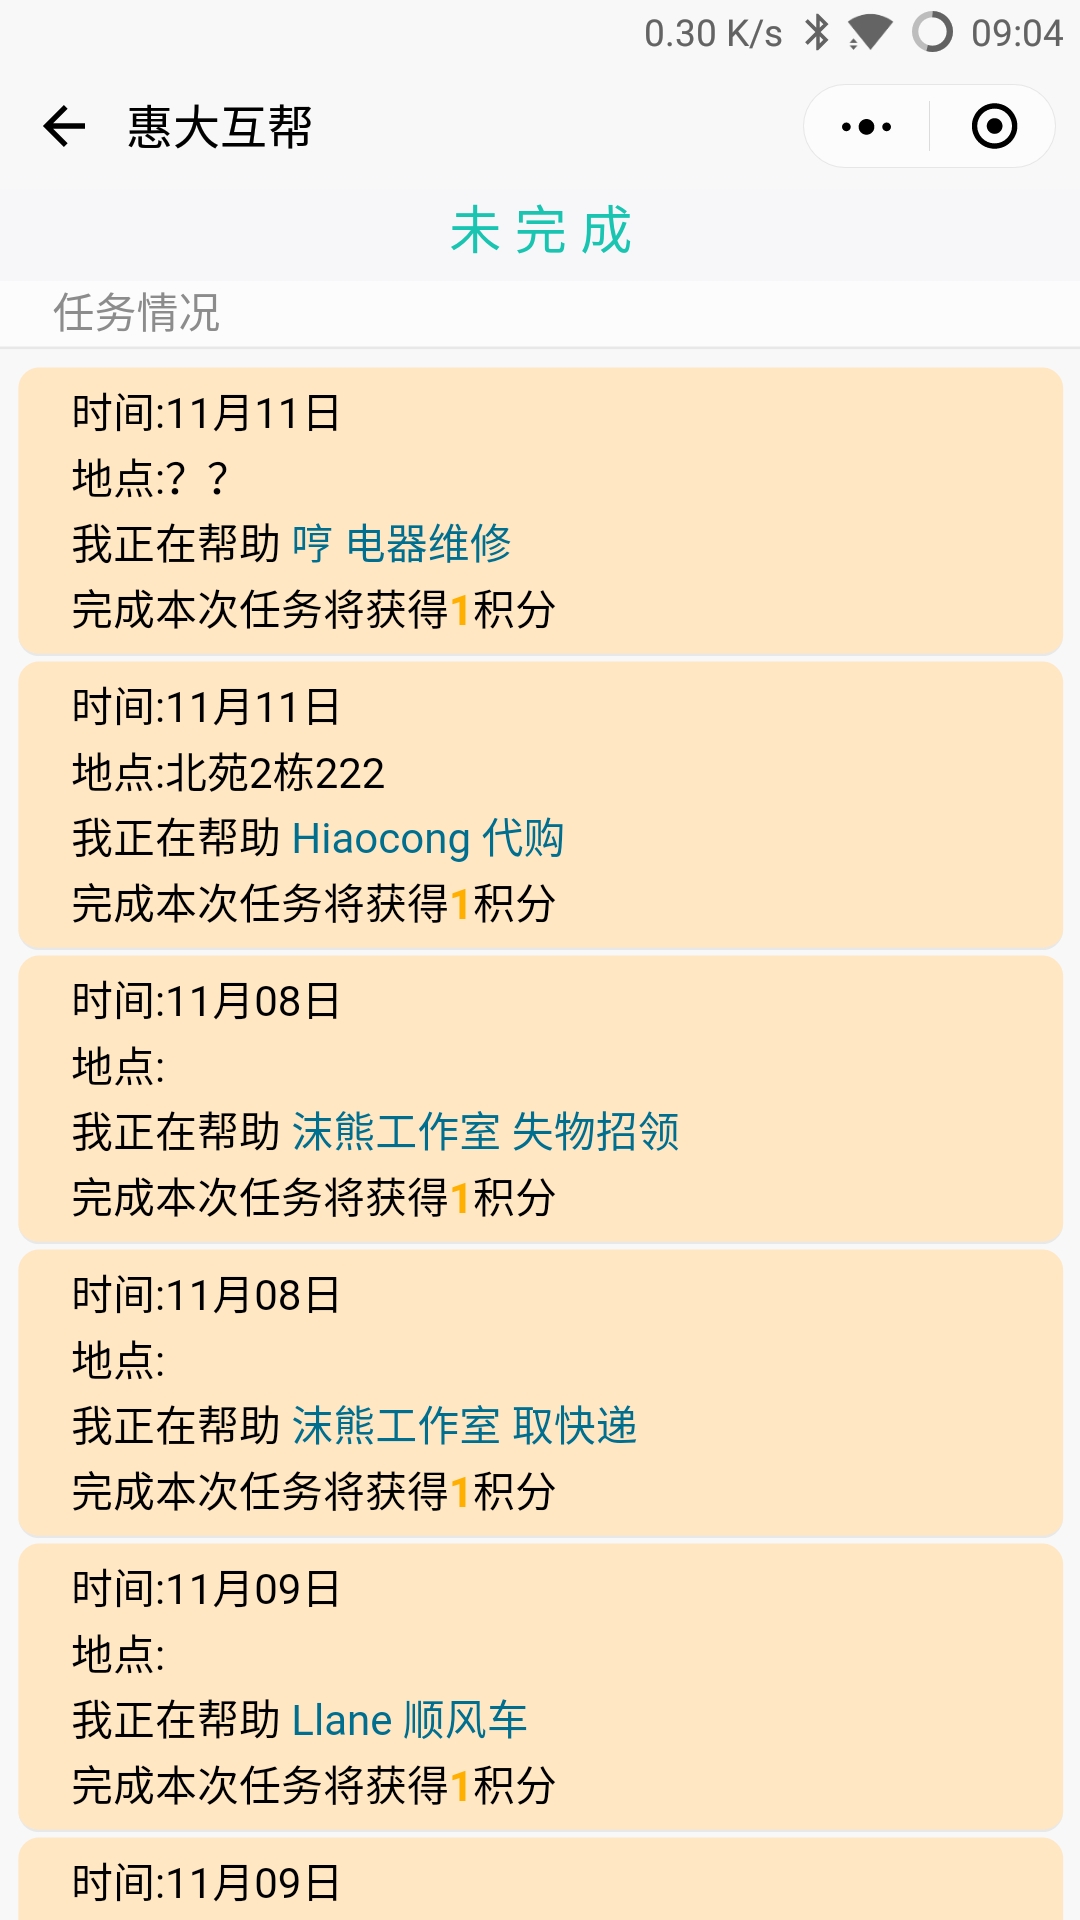 0.30 K/s 09:04
惠大互帮
未完成
任务情况
时间:11月11日
地点:？？
我正在帮助 哼 电器维修
完成本次任务将获得1积分
时间:11月11日
地点:北苑2栋222
我正在帮助 Hiaocong 代购
完成本次任务将获得1积分
时间:11月08日
地点:
我正在帮助 沫熊工作室 失物招领
完成本次任务将获得1积分
时间:11月08日
地点:
我正在帮助 沫熊工作室 取快递
完成本次任务将获得1积分
时间:11月09日
地点:
我正在帮助 Llane 顺风车
完成本次任务将获得1积分
时间:11月09日